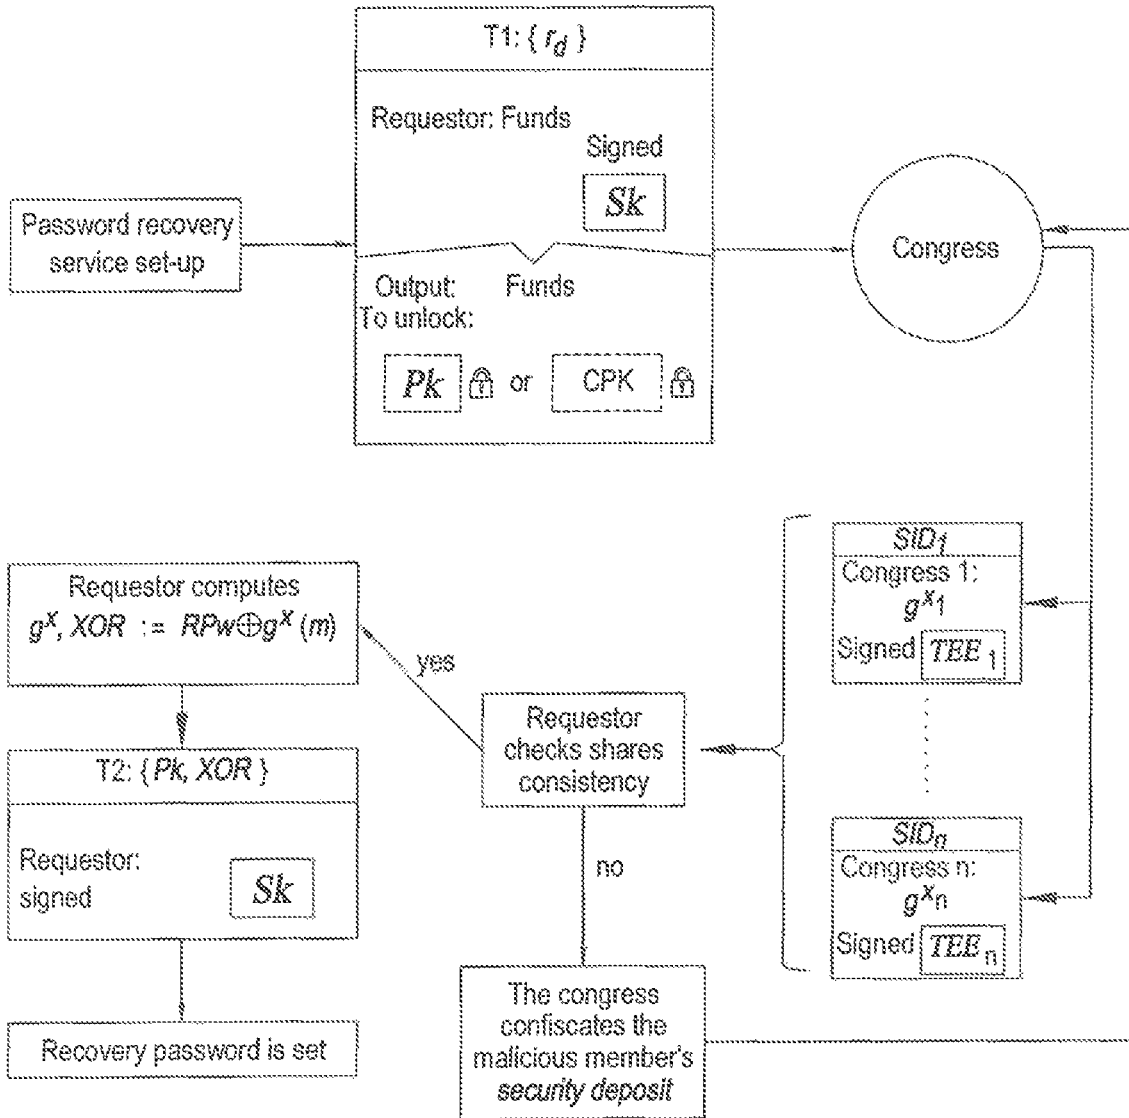 T1: { r_d }
Requestor: Funds
Signed
Sk
Password recovery
service set-up
Congress
Output: Funds
To unlock:
Pk or CPK
SID_1
Congress 1:
g^x_1
Signed TEE_1
Requestor computes
g^x, XOR := RPw⊕g^x (m)
yes
Requestor
checks shares
consistency
T2: { Pk, XOR }
Requestor:
signed
Sk
no
SID_n
Congress n:
g^x_n
Signed TEE_n
The congress
confiscates the
malicious member's
security deposit
Recovery password is set